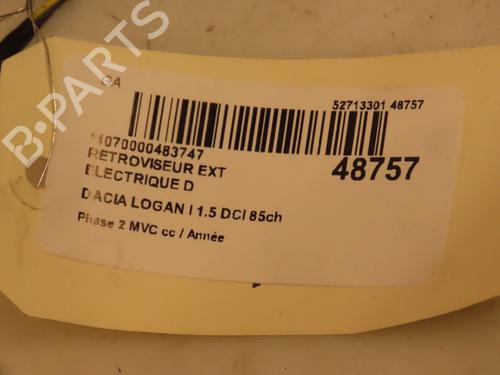 CA
52713301 48757
*1070000483747
48757
RETROVISEUR EXT
ELECTRIQUE D
DACIA LOGAN I 1.5 DCI 85ch
Phase 2 MVC cc / Année
B-PARTS